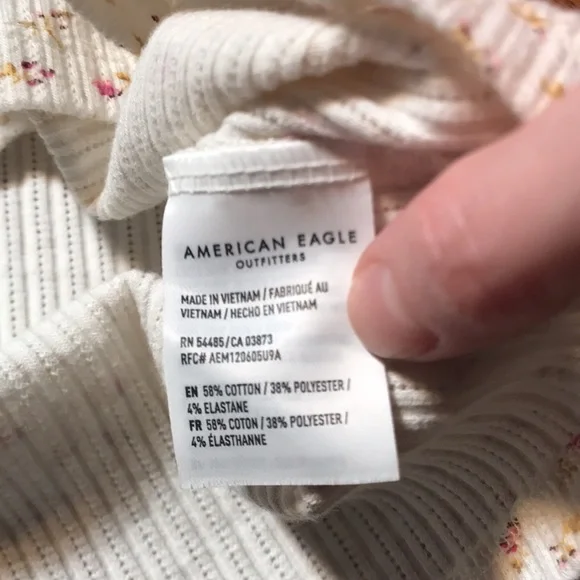 AMERICAN EAGLE
OUTFITTERS
MADE IN VIETNAM / FABRIQUÉ AU
VIETNAM / HECHO EN VIETNAM
RN 54485/CA 03873
RFC# AEM120605U9A
EN 58% COTTON / 38% POLYESTER /
4% ELASTANE
FR 58% COTON / 38% POLYESTER /
4% ÉLASTHANNE